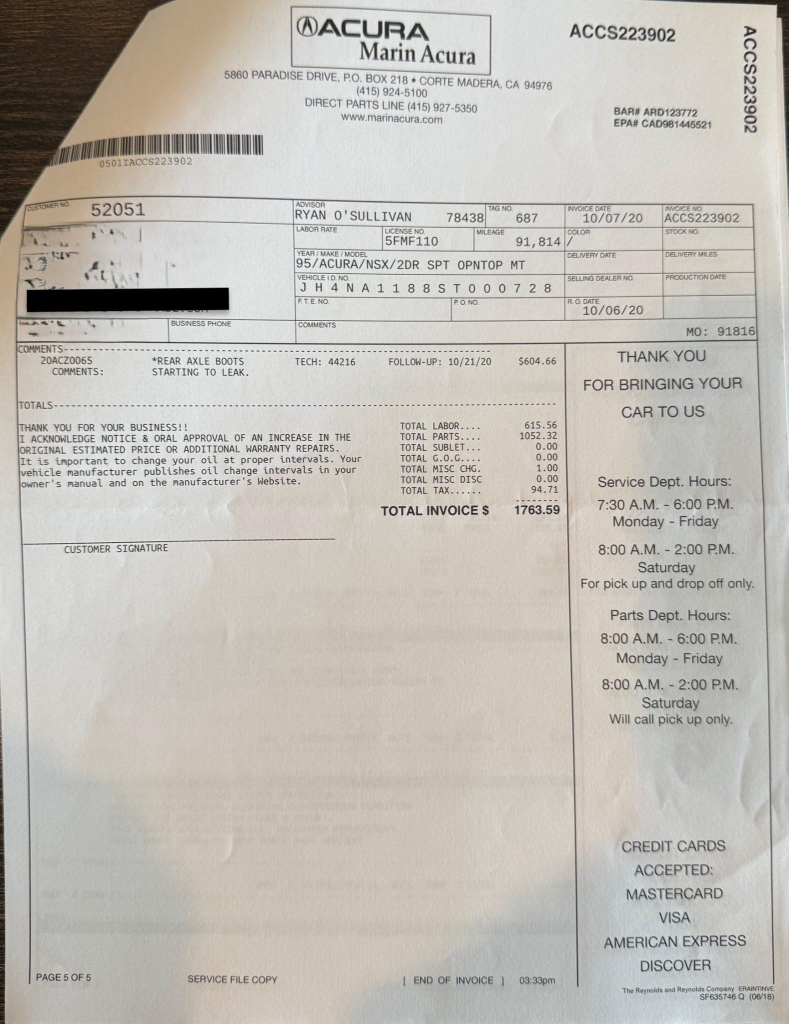 ACURA
Marin Acura
5860 PARADISE DRIVE, P.O. BOX 218 • CORTE MADERA, CA 94976
(415) 924-5100
DIRECT PARTS LINE (415) 927-5350
www.marinacura.com
ACCS223902
ACCS223902
BAR# ARD123772
EPA# CAD981445521
0501IACCS223902
CUSTOMER NO. 52051
ADVISOR
RYAN O'SULLIVAN 78438
TAG NO. 687
INVOICE DATE 10/07/20
INVOICE NO. ACCS223902
LABOR RATE
LICENSE NO. 5FMF110
MILEAGE 91,814
COLOR /
STOCK NO.
YEAR / MAKE / MODEL
95/ACURA/NSX/2DR SPT OPNTOP MT
DELIVERY DATE
DELIVERY MILES
VEHICLE I.D. NO.
J H 4 N A 1 1 8 8 S T 0 0 0 7 2 8
SELLING DEALER NO.
PRODUCTION DATE
F.T.E. NO.
P.O. NO.
R.O. DATE 10/06/20
BUSINESS PHONE
COMMENTS
MO: 91816
COMMENTS
20ACZ0065 *REAR AXLE BOOTS TECH: 44216 FOLLOW-UP: 10/21/20 $604.66
COMMENTS: STARTING TO LEAK.
TOTALS
THANK YOU FOR YOUR BUSINESS!!
I ACKNOWLEDGE NOTICE & ORAL APPROVAL OF AN INCREASE IN THE
ORIGINAL ESTIMATED PRICE OR ADDITIONAL WARRANTY REPAIRS.
It is important to change your oil at proper intervals. Your
vehicle manufacturer publishes oil change intervals in your
owner's manual and on the manufacturer's Website.
TOTAL LABOR.... 615.56
TOTAL PARTS.... 1052.32
TOTAL SUBLET... 0.00
TOTAL G.O.G.... 0.00
TOTAL MISC CHG. 1.00
TOTAL MISC DISC 0.00
TOTAL TAX...... 94.71
TOTAL INVOICE $ 1763.59
CUSTOMER SIGNATURE
THANK YOU
FOR BRINGING YOUR
CAR TO US
Service Dept. Hours:
7:30 A.M. - 6:00 P.M.
Monday - Friday
8:00 A.M. - 2:00 P.M.
Saturday
For pick up and drop off only.
Parts Dept. Hours:
8:00 A.M. - 6:00 P.M.
Monday - Friday
8:00 A.M. - 2:00 P.M.
Saturday
Will call pick up only.
CREDIT CARDS
ACCEPTED:
MASTERCARD
VISA
AMERICAN EXPRESS
DISCOVER
PAGE 5 OF 5
SERVICE FILE COPY
[ END OF INVOICE ] 03:33pm
The Reynolds and Reynolds Company ERAINTINVE
SF635746 Q (06/18)